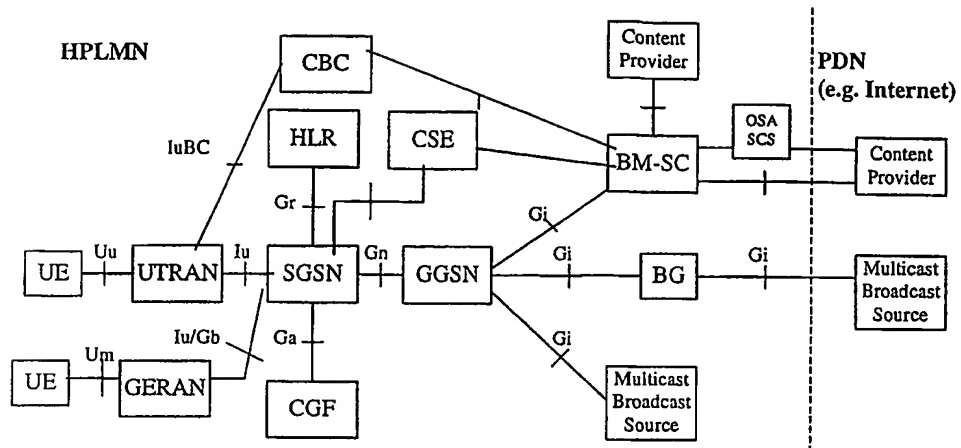 HPLMN
CBC
Content
Provider
PDN
(e.g. Internet)
HLR
CSE
BM-SC
OSA
SCS
Content
Provider
IuBC
Gr
Gi
UE
Uu
UTRAN
Iu
SGSN
Gn
GGSN
Gi
BG
Gi
Multicast
Broadcast
Source
Iu/Gb
Ga
Gi
UE
Um
GERAN
CGF
Multicast
Broadcast
Source